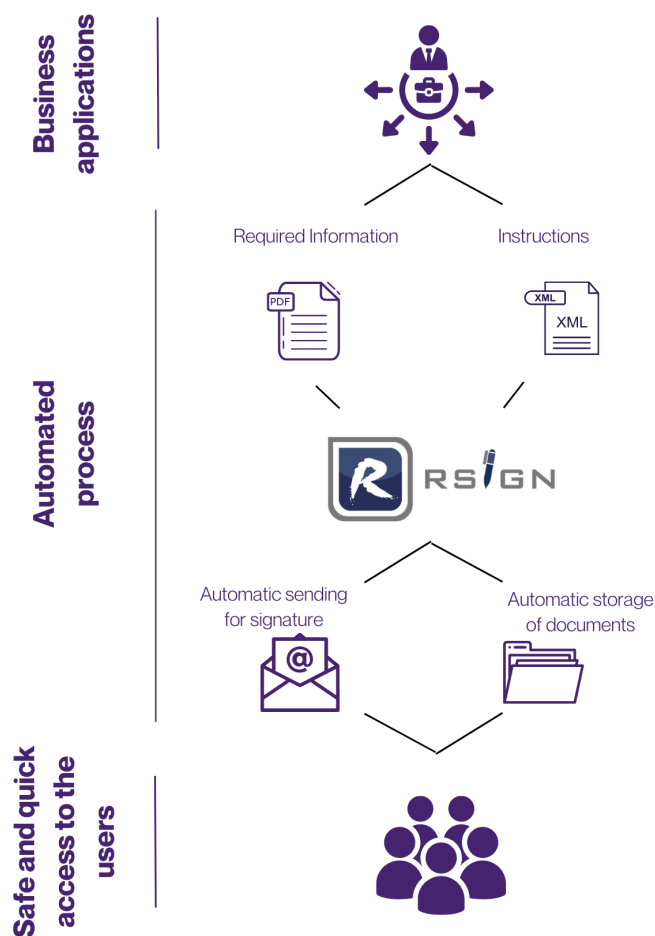 Business
applications
Required Information
Instructions
PDF
XML
XML
Automated
process
R RSIGN
Automatic sending
for signature
Automatic storage
of documents
@
Safe and quick
access to the
users